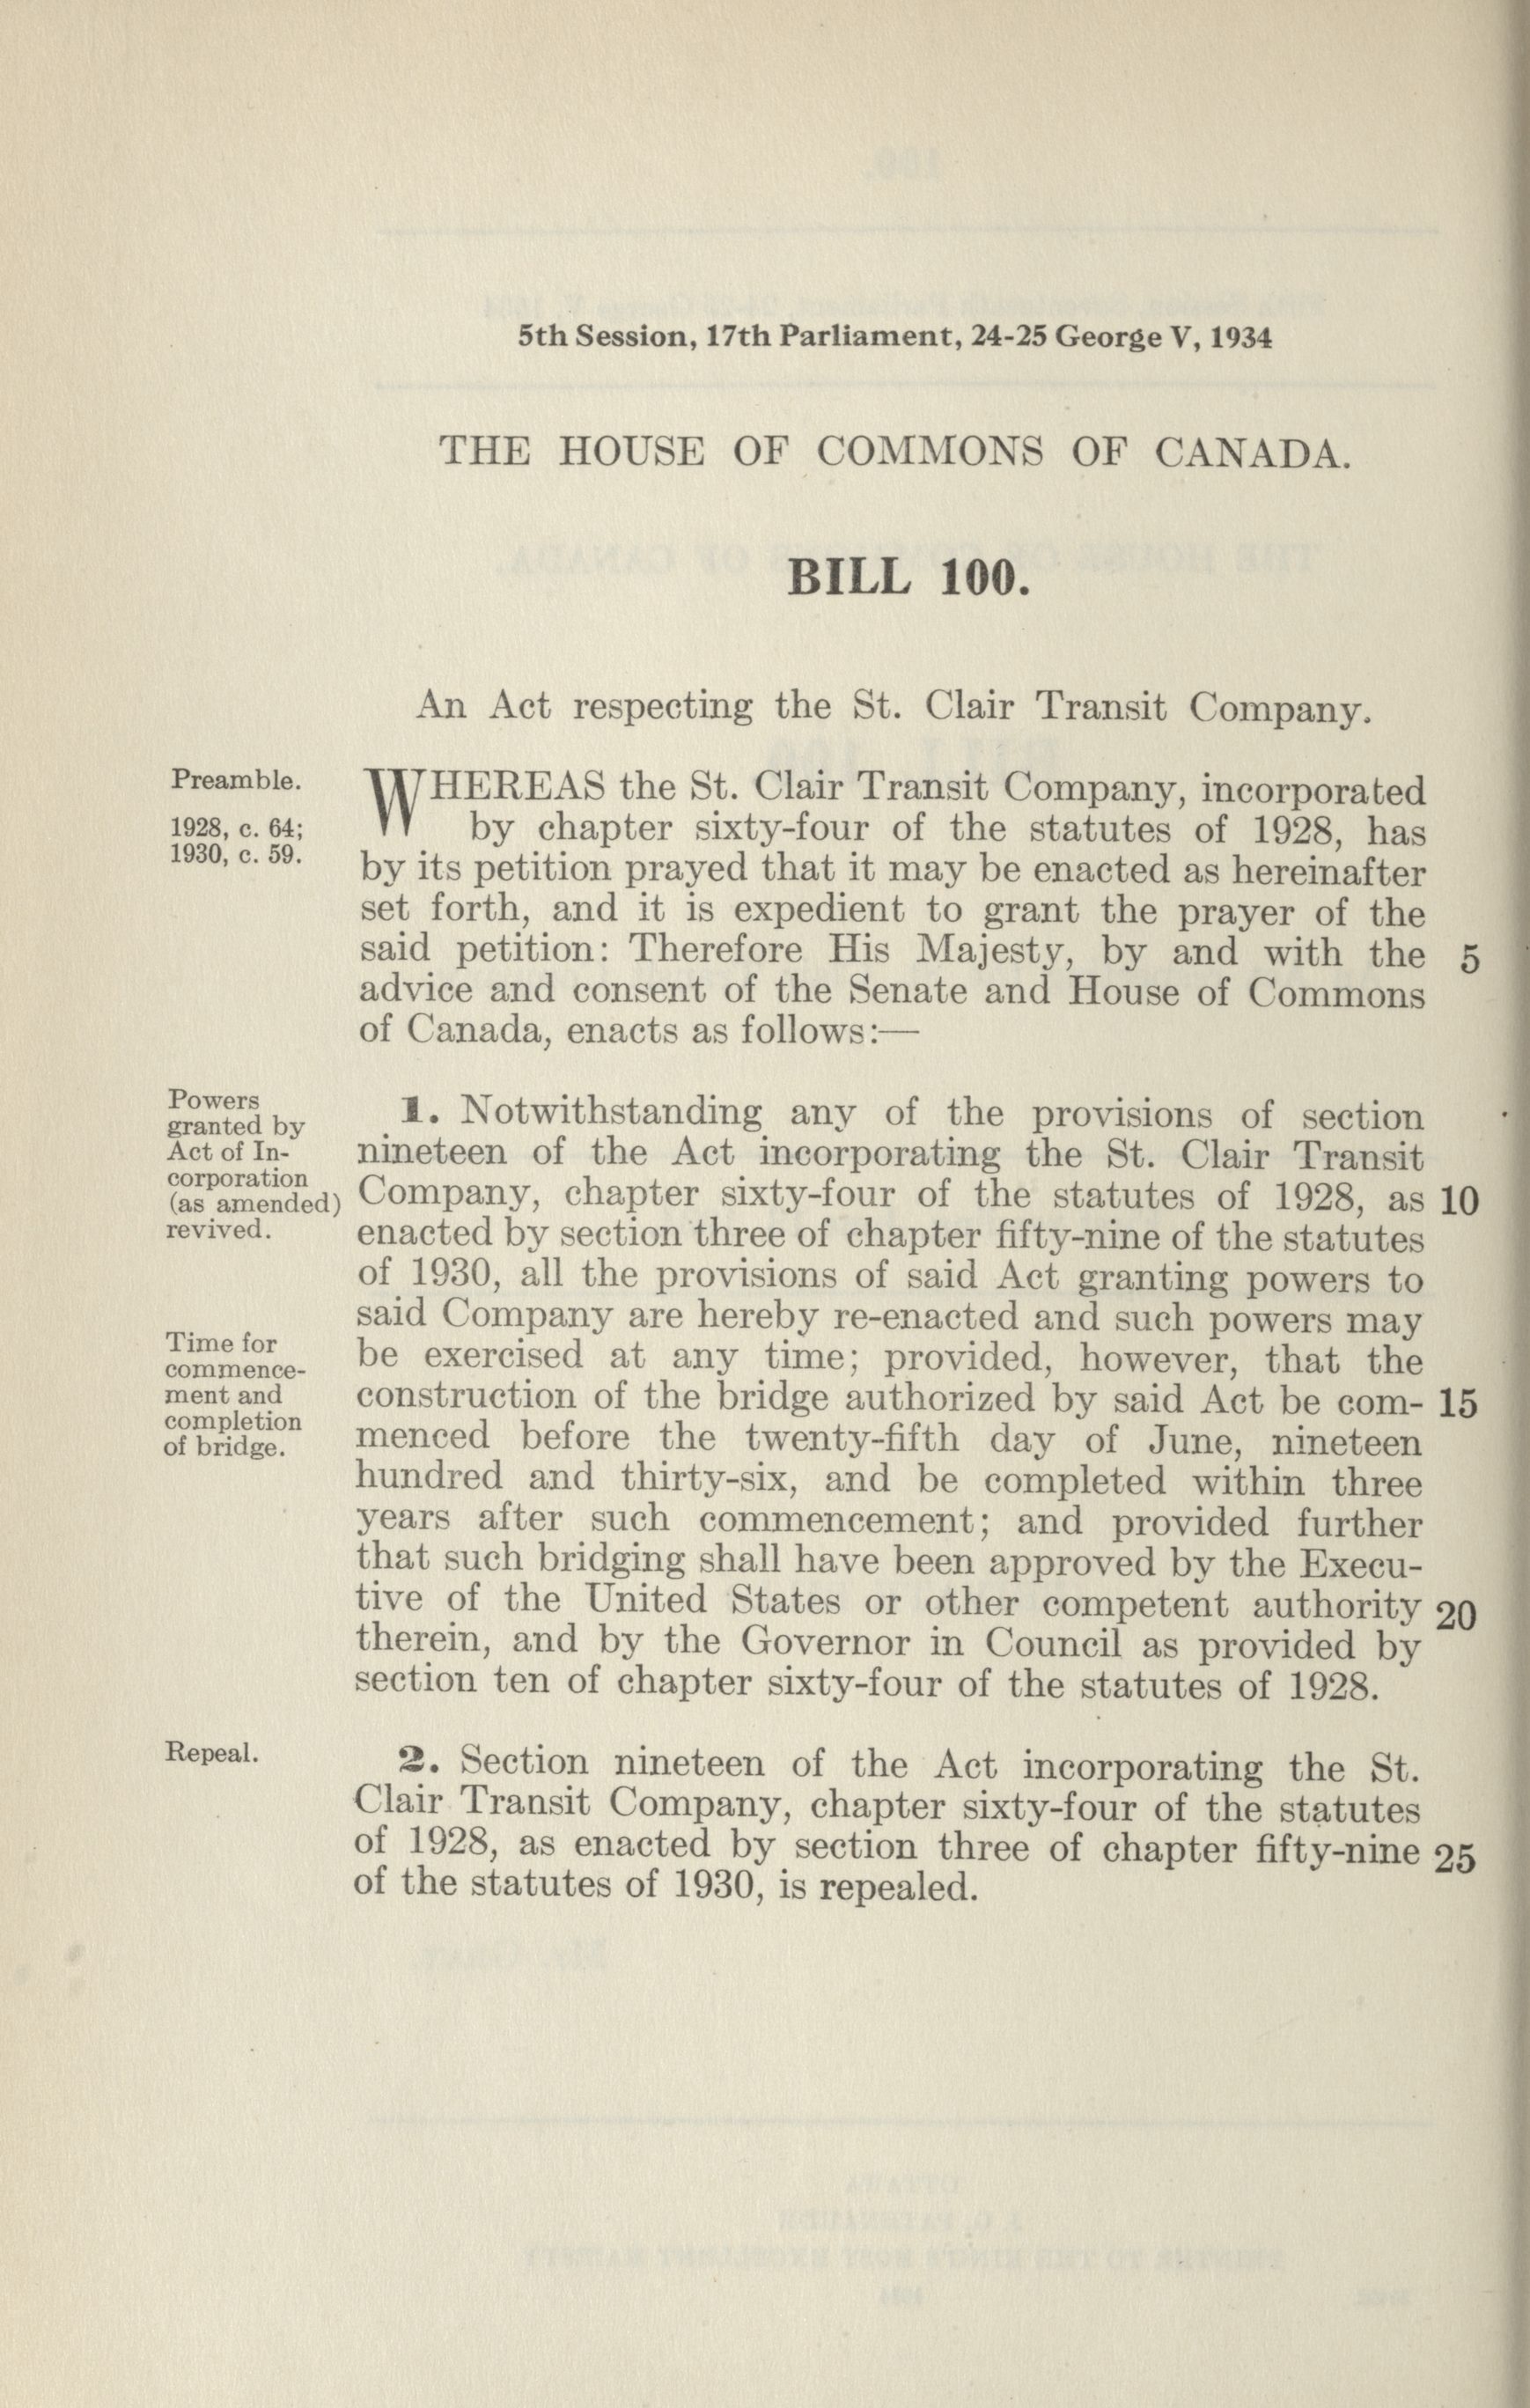 5th Session, 17th Parliament, 24-25 George V, 1934
THE HOUSE OF COMMONS OF CANADA.
BILL 100.
An Act respecting the St. Clair Transit Company.
Preamble.
1928, c. 64;
1930, c. 59.
WHEREAS the St. Clair Transit Company, incorporated
by chapter sixty-four of the statutes of 1928, has
by its petition prayed that it may be enacted as hereinafter
set forth, and it is expedient to grant the prayer of the
said petition: Therefore His Majesty, by and with the 5
advice and consent of the Senate and House of Commons
of Canada, enacts as follows:—
Powers
granted by
Act of In-
corporation
(as amended)
revived.
1. Notwithstanding any of the provisions of section
nineteen of the Act incorporating the St. Clair Transit
Company, chapter sixty-four of the statutes of 1928, as 10
enacted by section three of chapter fifty-nine of the statutes
of 1930, all the provisions of said Act granting powers to
said Company are hereby re-enacted and such powers may
Time for
commence-
ment and
completion
of bridge.
be exercised at any time; provided, however, that the
construction of the bridge authorized by said Act be com- 15
menced before the twenty-fifth day of June, nineteen
hundred and thirty-six, and be completed within three
years after such commencement; and provided further
that such bridging shall have been approved by the Execu-
tive of the United States or other competent authority 20
therein, and by the Governor in Council as provided by
section ten of chapter sixty-four of the statutes of 1928.
Repeal.
2. Section nineteen of the Act incorporating the St.
Clair Transit Company, chapter sixty-four of the statutes
of 1928, as enacted by section three of chapter fifty-nine 25
of the statutes of 1930, is repealed.